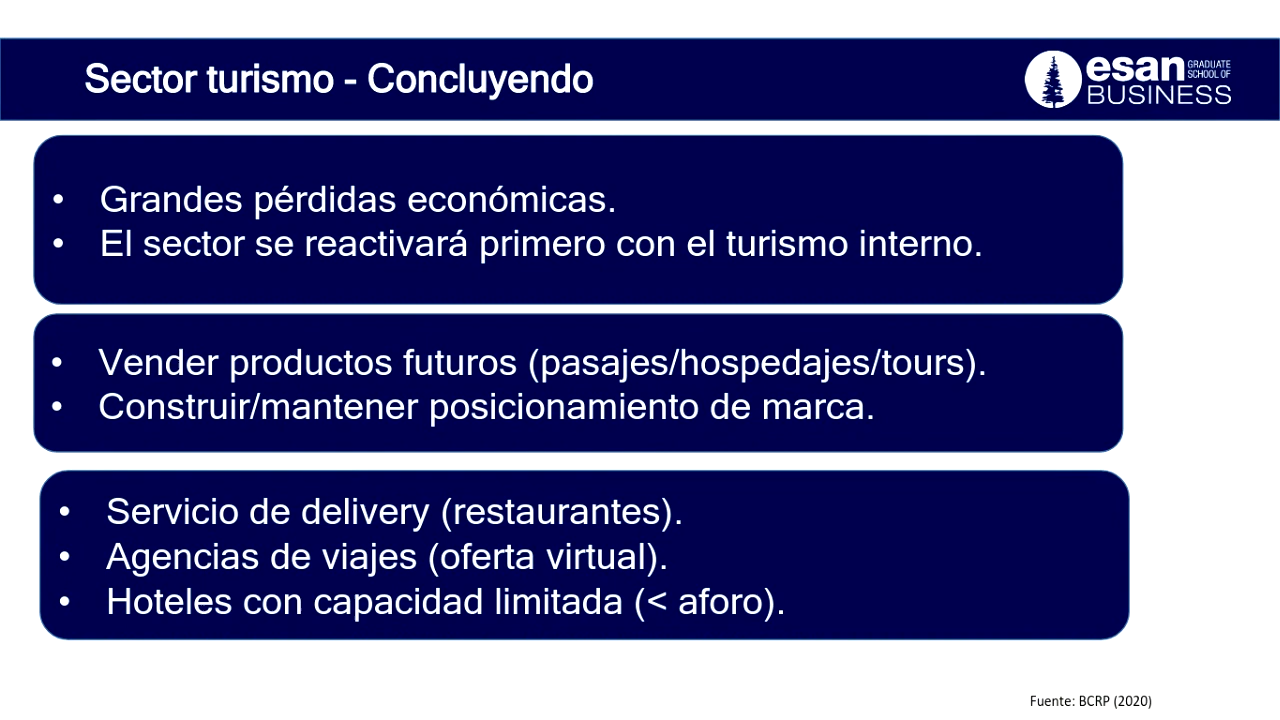 Sector turismo - Concluyendo
esan GRADUATE SCHOOL OF
BUSINESS
• Grandes pérdidas económicas.
• El sector se reactivará primero con el turismo interno.
• Vender productos futuros (pasajes/hospedajes/tours).
• Construir/mantener posicionamiento de marca.
• Servicio de delivery (restaurantes).
• Agencias de viajes (oferta virtual).
• Hoteles con capacidad limitada (< aforo).
Fuente: BCRP (2020)